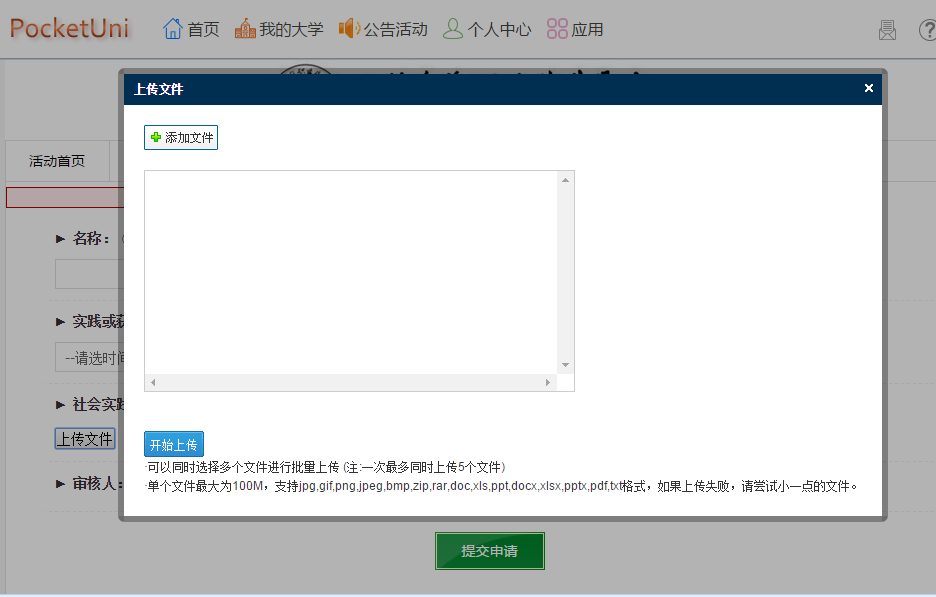 PocketUni 首页 我的大学 公告活动 个人中心 应用
上传文件 ×
添加文件
活动首页
名称：
实践或获
--请选时间
社会实践
上传文件
开始上传
·可以同时选择多个文件进行批量上传 (注:一次最多同时上传5个文件)
审核人：
·单个文件最大为100M，支持jpg,gif,png,jpeg,bmp,zip,rar,doc,xls,ppt,docx,xlsx,pptx,pdf,txt格式，如果上传失败，请尝试小一点的文件。
提交申请